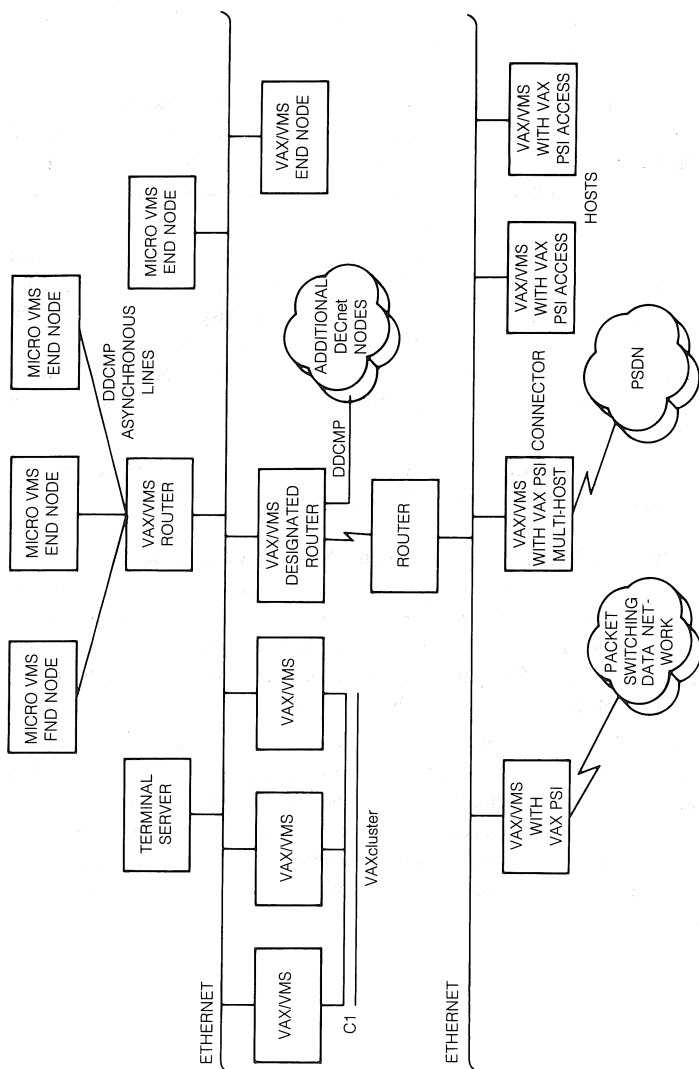 MICRO VMS
FND NODE
MICRO VMS
END NODE
MICRO VMS
END NODE
DDCMP
ASYNCHRONOUS
LINES
TERMINAL
SERVER
VAX/VMS
ROUTER
MICRO VMS
END NODE
ETHERNET
VAX/VMS
VAX/VMS
VAX/VMS
VAX/VMS
DESIGNATED
ROUTER
VAX/VMS
END NODE
C1
VAXcluster
DDCMP
ADDITIONAL
DECnet
NODES
ROUTER
ETHERNET
VAX/VMS
WITH
VAX PSI
VAX/VMS
WITH VAX PSI
MULTI-HOST
CONNECTOR
VAX/VMS
WITH VAX
PSI ACCESS
VAX/VMS
WITH VAX
PSI ACCESS
HOSTS
PACKET
SWITCHING
DATA NET-
WORK
PSDN